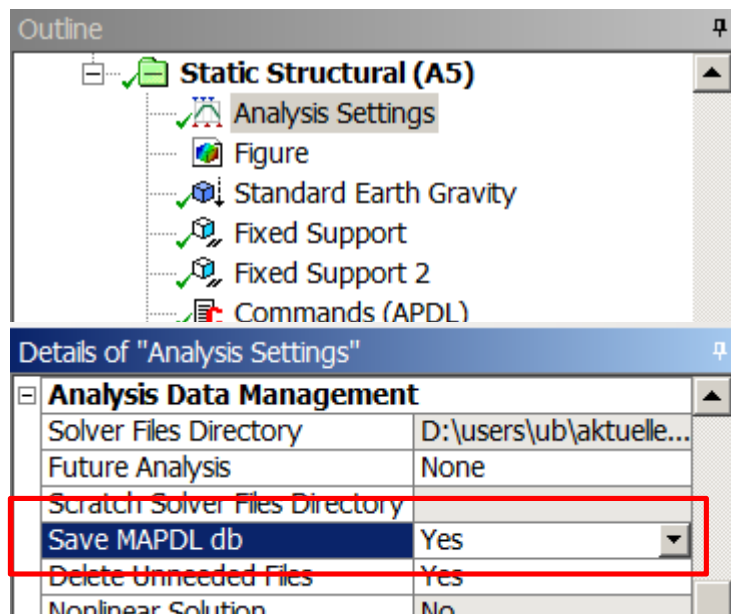 Outline
Static Structural (A5)
Analysis Settings
Figure
Standard Earth Gravity
Fixed Support
Fixed Support 2
Commands (APDL)
Details of "Analysis Settings"
Analysis Data Management
Solver Files Directory D:\users\ub\aktuelle...
Future Analysis None
Scratch Solver Files Directory
Save MAPDL db Yes
Delete Unneeded Files Yes
Nonlinear Solution No